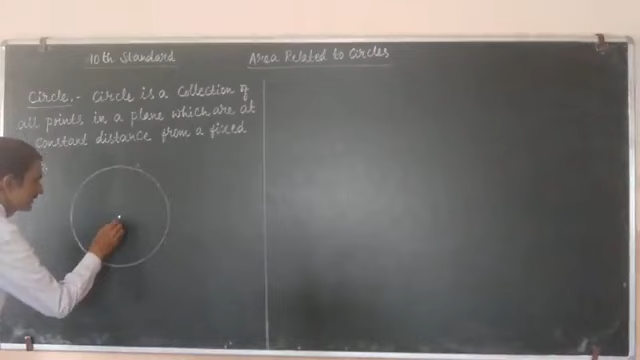 10th Standard
Area Related to Circles
Circle.- Circle is a Collection of
all points in a plane which are at
Constant distance from a fixed